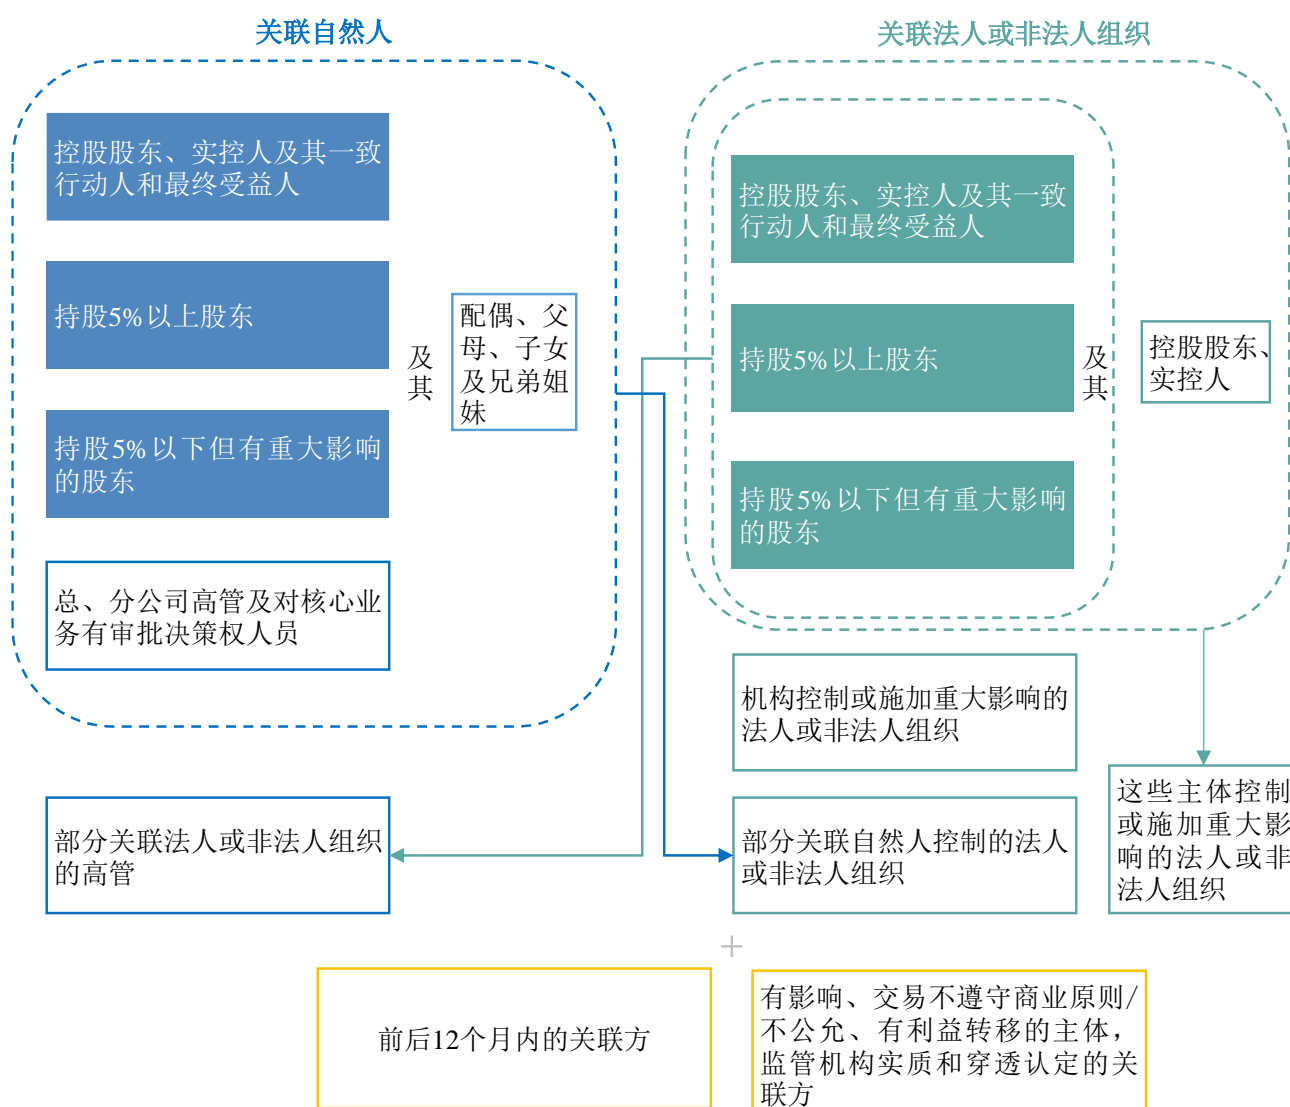 关联自然人
控股股东、实控人及其一致
行动人和最终受益人
持股5%以上股东
持股5%以下但有重大影响
的股东
总、分公司高管及对核心业
务有审批决策权人员
及
其
配偶、父
母、子女
及兄弟姐
妹
部分关联法人或非法人组织
的高管
关联法人或非法人组织
控股股东、实控人及其一致
行动人和最终受益人
持股5%以上股东
持股5%以下但有重大影响
的股东
及
其
控股股东、
实控人
机构控制或施加重大影响的
法人或非法人组织
部分关联自然人控制的法人
或非法人组织
这些主体控制
或施加重大影
响的法人或非
法人组织
+
前后12个月内的关联方
有影响、交易不遵守商业原则/
不公允、有利益转移的主体，
监管机构实质和穿透认定的关
联方